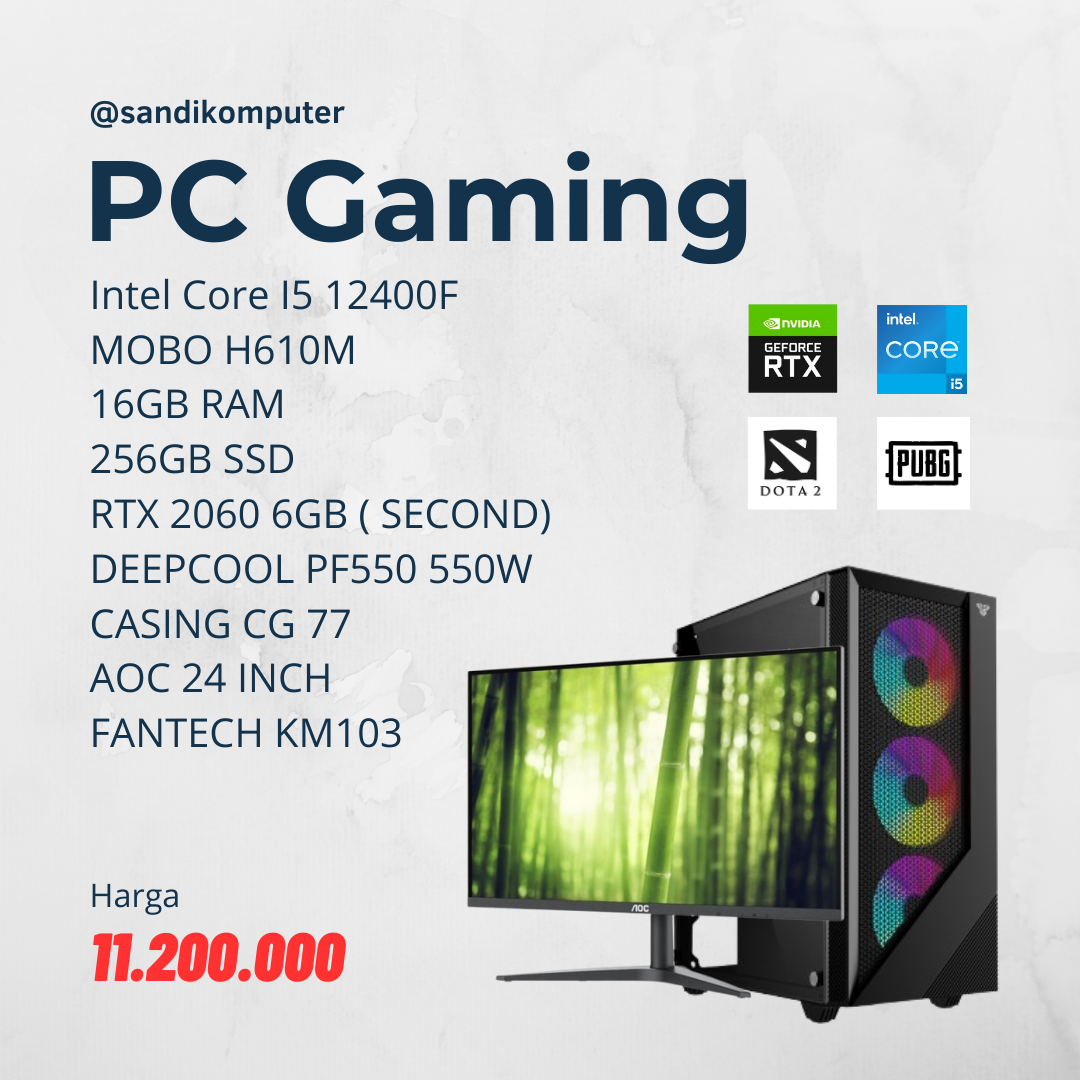 @sandikomputer
PC Gaming
Intel Core I5 12400F
MOBO H610M
16GB RAM
256GB SSD
RTX 2060 6GB ( SECOND)
DEEPCOOL PF550 550W
CASING CG 77
AOC 24 INCH
FANTECH KM103
NVIDIA
GEFORCE
RTX
intel.
CORE
i5
DOTA 2
PUBG
AOC
Harga
11.200.000